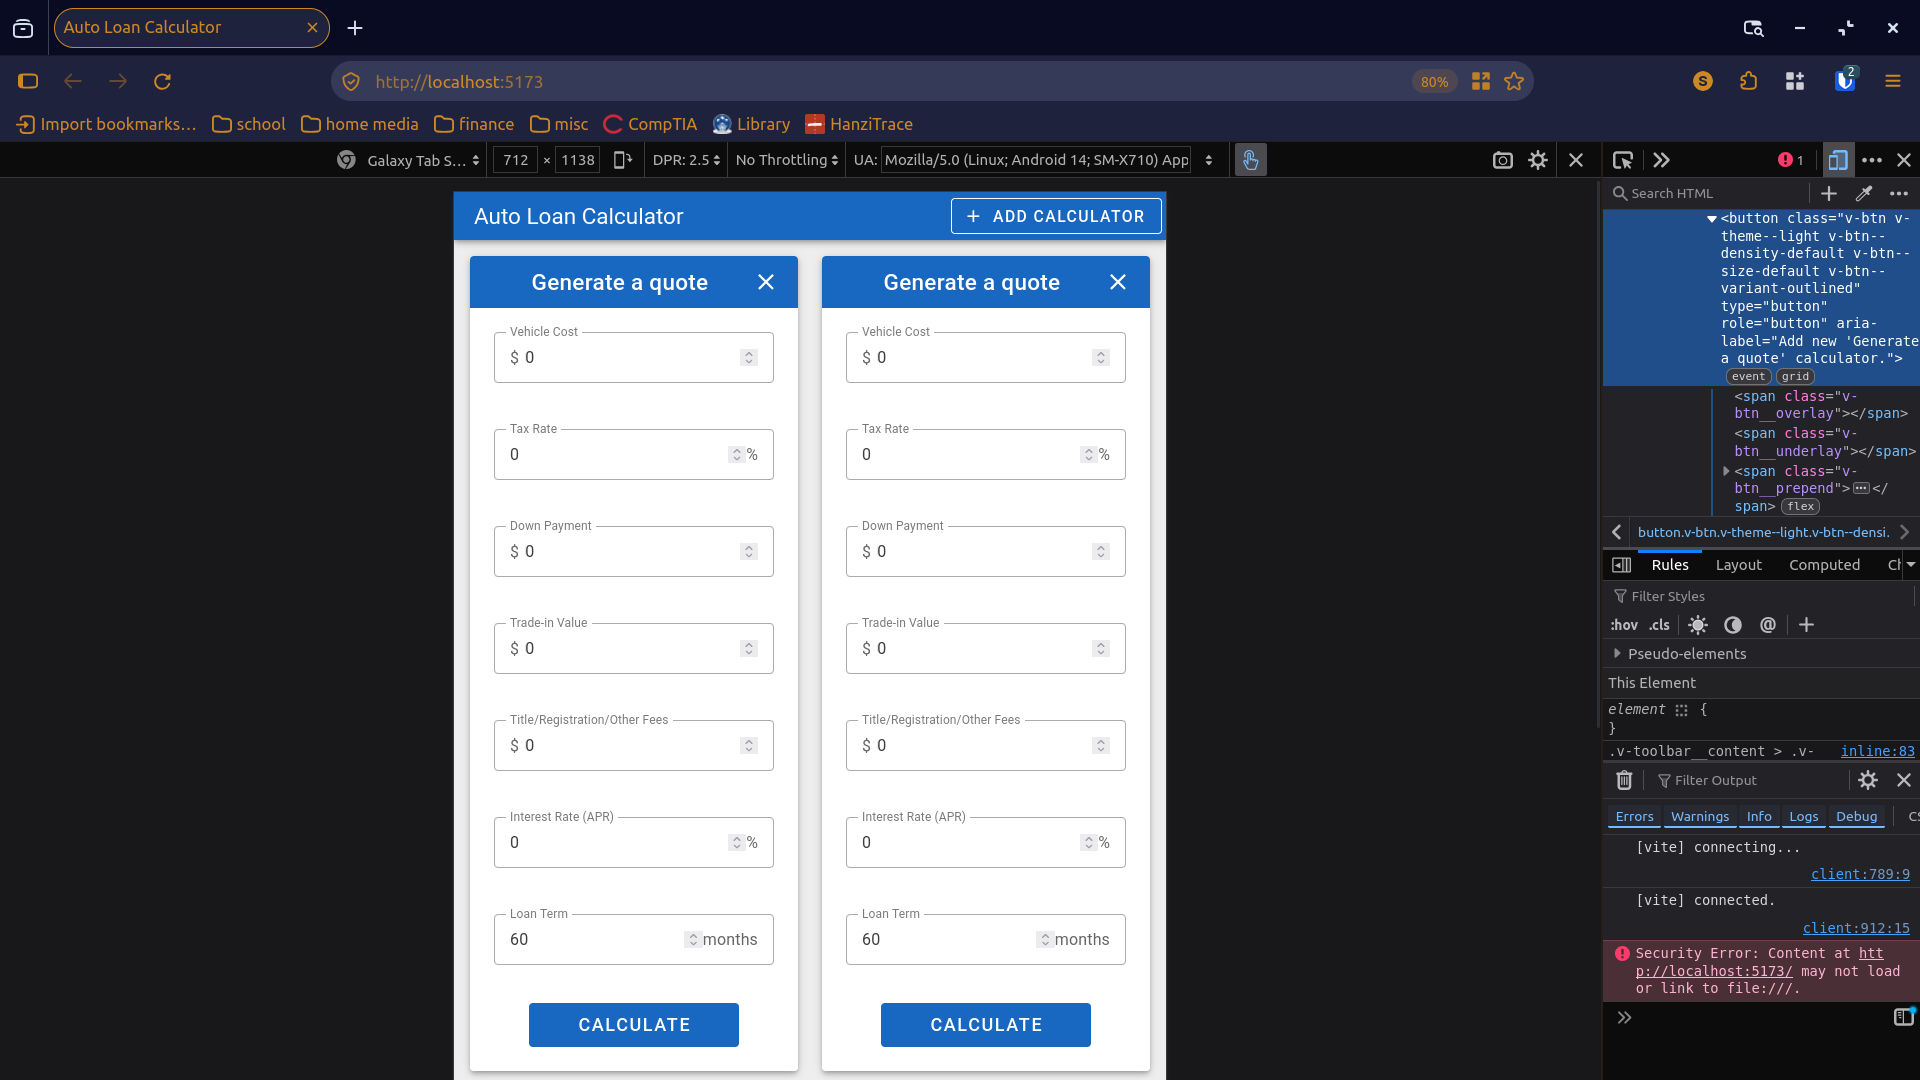 Auto Loan Calculator
http://localhost:5173
80%
S
2
Import bookmarks...
school
home media
finance
misc
CompTIA
Library
HanziTrace
Galaxy Tab S...
712 × 1138
DPR: 2.5
No Throttling
UA: Mozilla/5.0 (Linux; Android 14; SM-X710) App
1
Auto Loan Calculator
ADD CALCULATOR
Generate a quote
Vehicle Cost
$ 0
Tax Rate
0 %
Down Payment
$ 0
Trade-in Value
$ 0
Title/Registration/Other Fees
$ 0
Interest Rate (APR)
0 %
Loan Term
60 months
CALCULATE
Generate a quote
Vehicle Cost
$ 0
Tax Rate
0 %
Down Payment
$ 0
Trade-in Value
$ 0
Title/Registration/Other Fees
$ 0
Interest Rate (APR)
0 %
Loan Term
60 months
CALCULATE
Search HTML
<button class="v-btn v-
theme--light v-btn--
density-default v-btn--
size-default v-btn--
variant-outlined"
type="button"
role="button" aria-
label="Add new 'Generate
a quote' calculator.">
event grid
<span class="v-
btn__overlay"></span>
<span class="v-
btn__underlay"></span>
<span class="v-
btn__prepend"></
span> flex
button.v-btn.v-theme--light.v-btn--densi.
Rules Layout Computed
Filter Styles
:hov .cls @
Pseudo-elements
This Element
element {
}
.v-toolbar__content > .v- inline:83
Filter Output
Errors Warnings Info Logs Debug CS
[vite] connecting...
client:789:9
[vite] connected.
client:912:15
Security Error: Content at htt
p://localhost:5173/ may not load
or link to file:///.